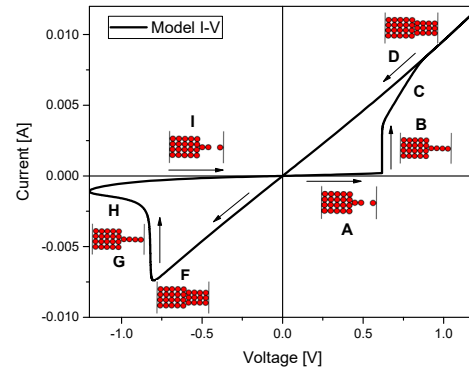 0.010
0.005
0.000
-0.005
-0.010
Current [A]
Model I-V
D
C
B
I
A
H
G
F
-1.0
-0.5
0.0
0.5
1.0
Voltage [V]